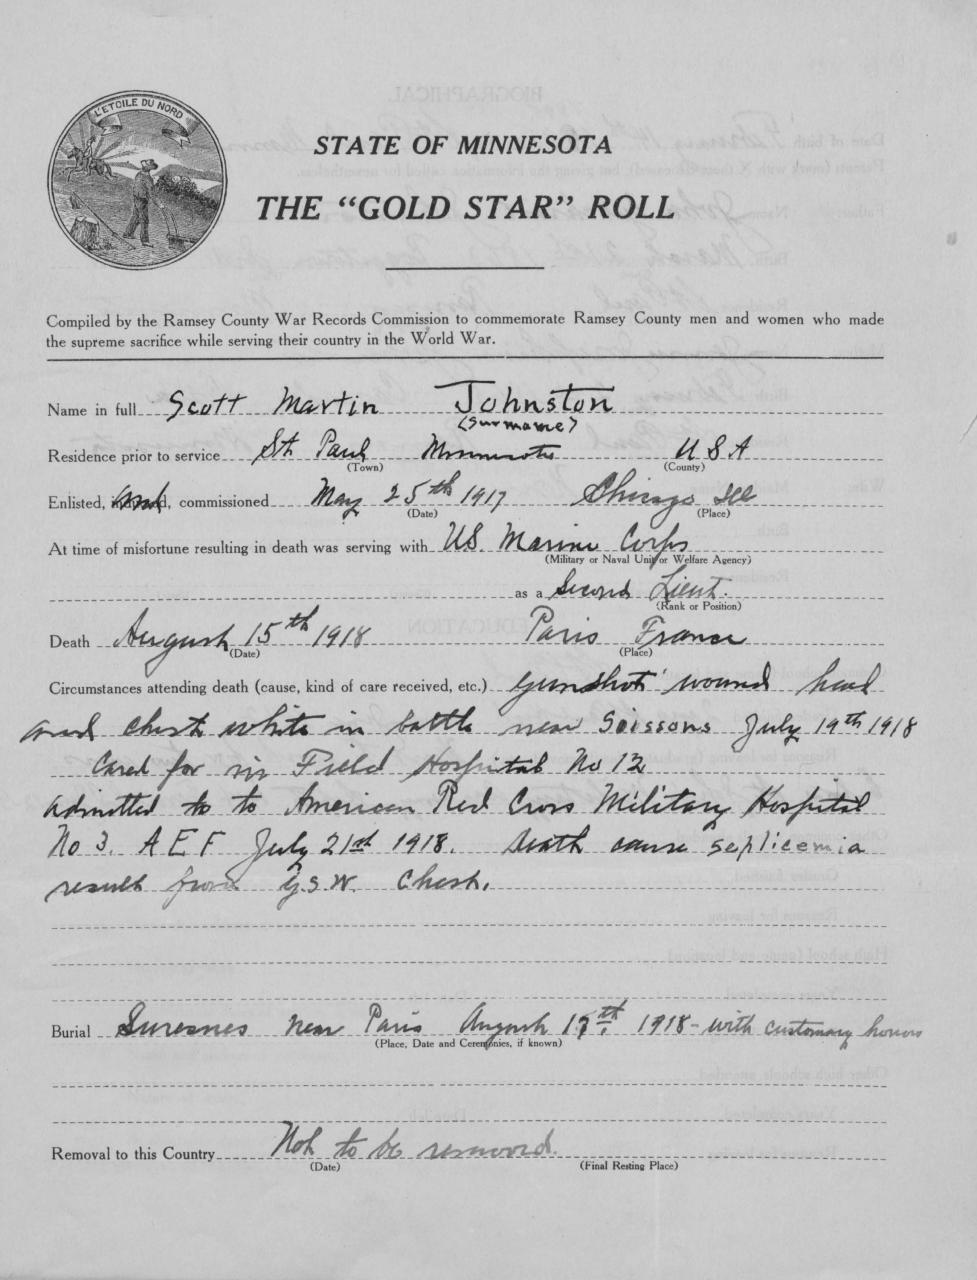 L'ETOILE DU NORD
STATE OF MINNESOTA
THE "GOLD STAR" ROLL
Compiled by the Ramsey County War Records Commission to commemorate Ramsey County men and women who made
the supreme sacrifice while serving their country in the World War.
Name in full Scott Martin Johnston
(Surname)
Residence prior to service St Paul Minnesota U S A
(Town) (County)
Enlisted, and, commissioned May 25th 1917 Chicago Ill
(Date) (Place)
At time of misfortune resulting in death was serving with U.S. Marine Corps
(Military or Naval Unit or Welfare Agency)
as a Second Lieut.
(Rank or Position)
Death August 15th 1918 Paris France
(Date) (Place)
Circumstances attending death (cause, kind of care received, etc.) gunshot wound head
and chest while in battle near Soissons July 19th 1918
Cared for in Field Hospital No 12
admitted to to American Red Cross Military Hospital
No 3. A E F July 21st 1918. Death cause septicemia
result from G.S.W. Chest.
Burial Suresnes near Paris August 17th 1918 - with customary honors
(Place, Date and Ceremonies, if known)
Removal to this Country Not to be removed.
(Date) (Final Resting Place)